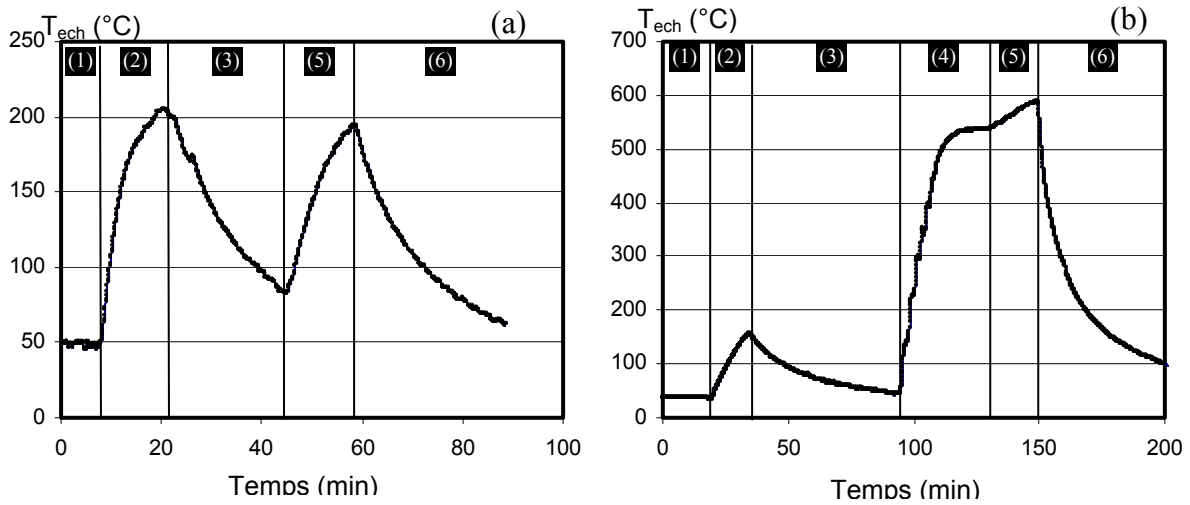 T_ech (°C)
(a)
250
200
150
100
50
0
(1) (2) (3) (5) (6)
0 20 40 60 80 100
Temps (min)
T_ech (°C)
(b)
700
600
500
400
300
200
100
0
(1) (2) (3) (4) (5) (6)
0 50 100 150 200
Temps (min)